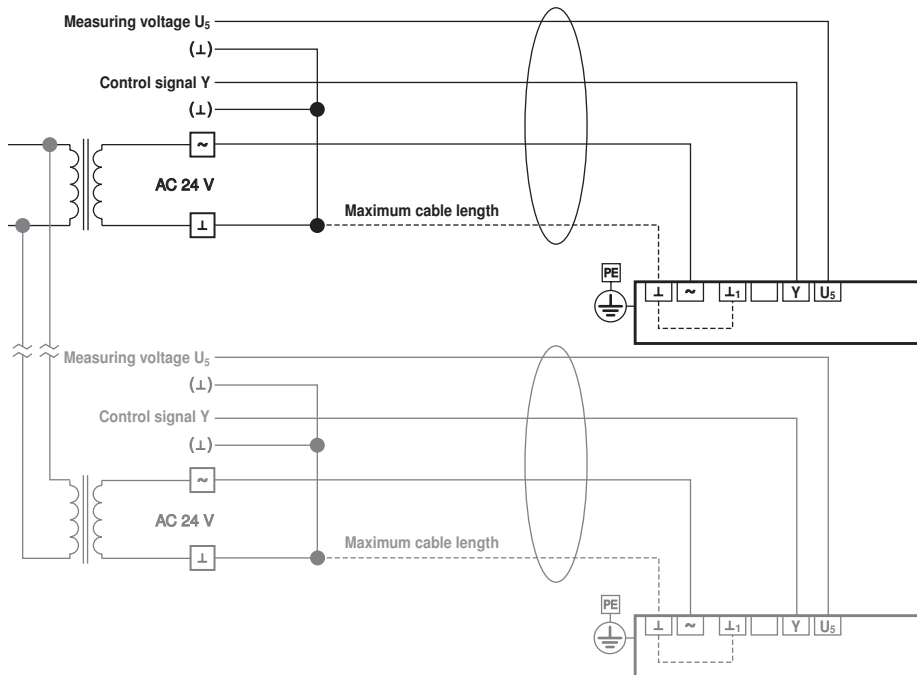 Measuring voltage U₅
(⊥)
Control signal Y
(⊥)
~
AC 24 V
⊥
Maximum cable length
PE
⊥ ~ ⊥₁ Y U₅
Measuring voltage U₅
(⊥)
Control signal Y
(⊥)
~
AC 24 V
⊥
Maximum cable length
PE
⊥ ~ ⊥₁ Y U₅